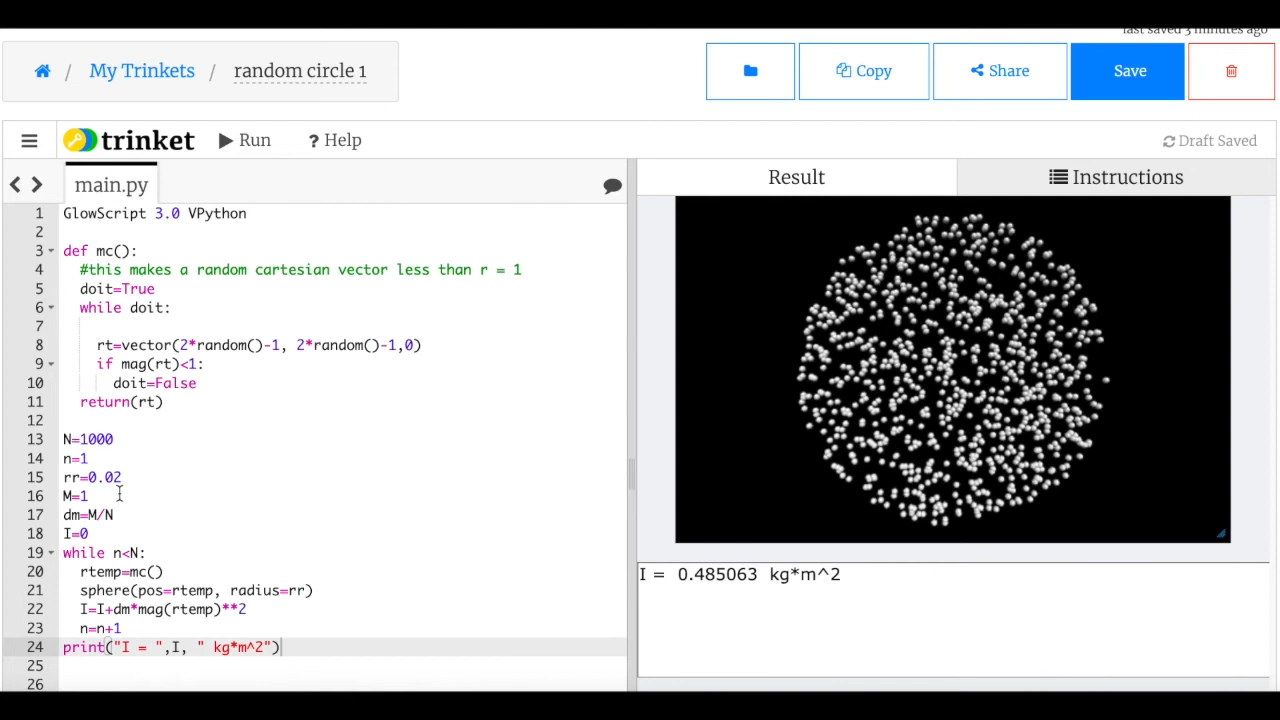 last saved 3 minutes ago
/ My Trinkets / random circle 1
Copy Share Save
trinket Run ? Help Draft Saved
main.py
Result Instructions
1 GlowScript 3.0 VPython
2
3 def mc():
4 #this makes a random cartesian vector less than r = 1
5 doit=True
6 while doit:
7
8 rt=vector(2*random()-1, 2*random()-1,0)
9 if mag(rt)<1:
10 doit=False
11 return(rt)
12
13 N=1000
14 n=1
15 rr=0.02
16 M=1
17 dm=M/N
18 I=0
19 while n<N:
20 rtemp=mc()
21 sphere(pos=rtemp, radius=rr)
22 I=I+dm*mag(rtemp)**2
23 n=n+1
24 print("I = ",I, " kg*m^2")
25
26
I = 0.485063 kg*m^2